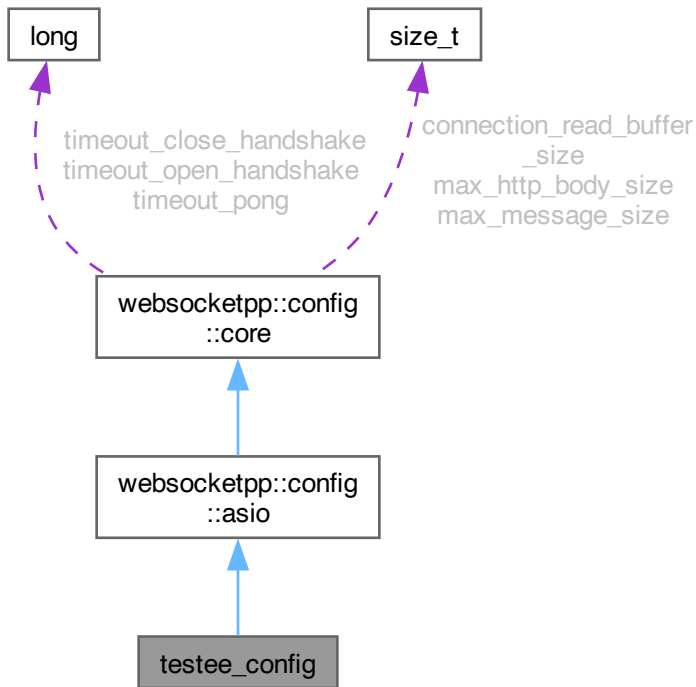 long
size_t
timeout_close_handshake
timeout_open_handshake
timeout_pong
connection_read_buffer
_size
max_http_body_size
max_message_size
websocketpp::config
::core
websocketpp::config
::asio
testee_config